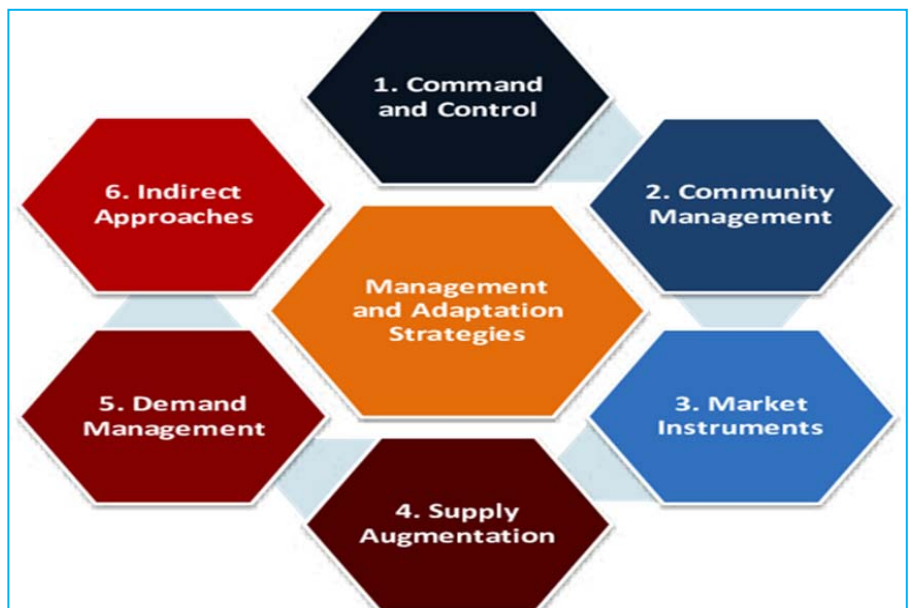 1. Command
and Control
2. Community
Management
3. Market
Instruments
4. Supply
Augmentation
5. Demand
Management
6. Indirect
Approaches
Management
and Adaptation
Strategies